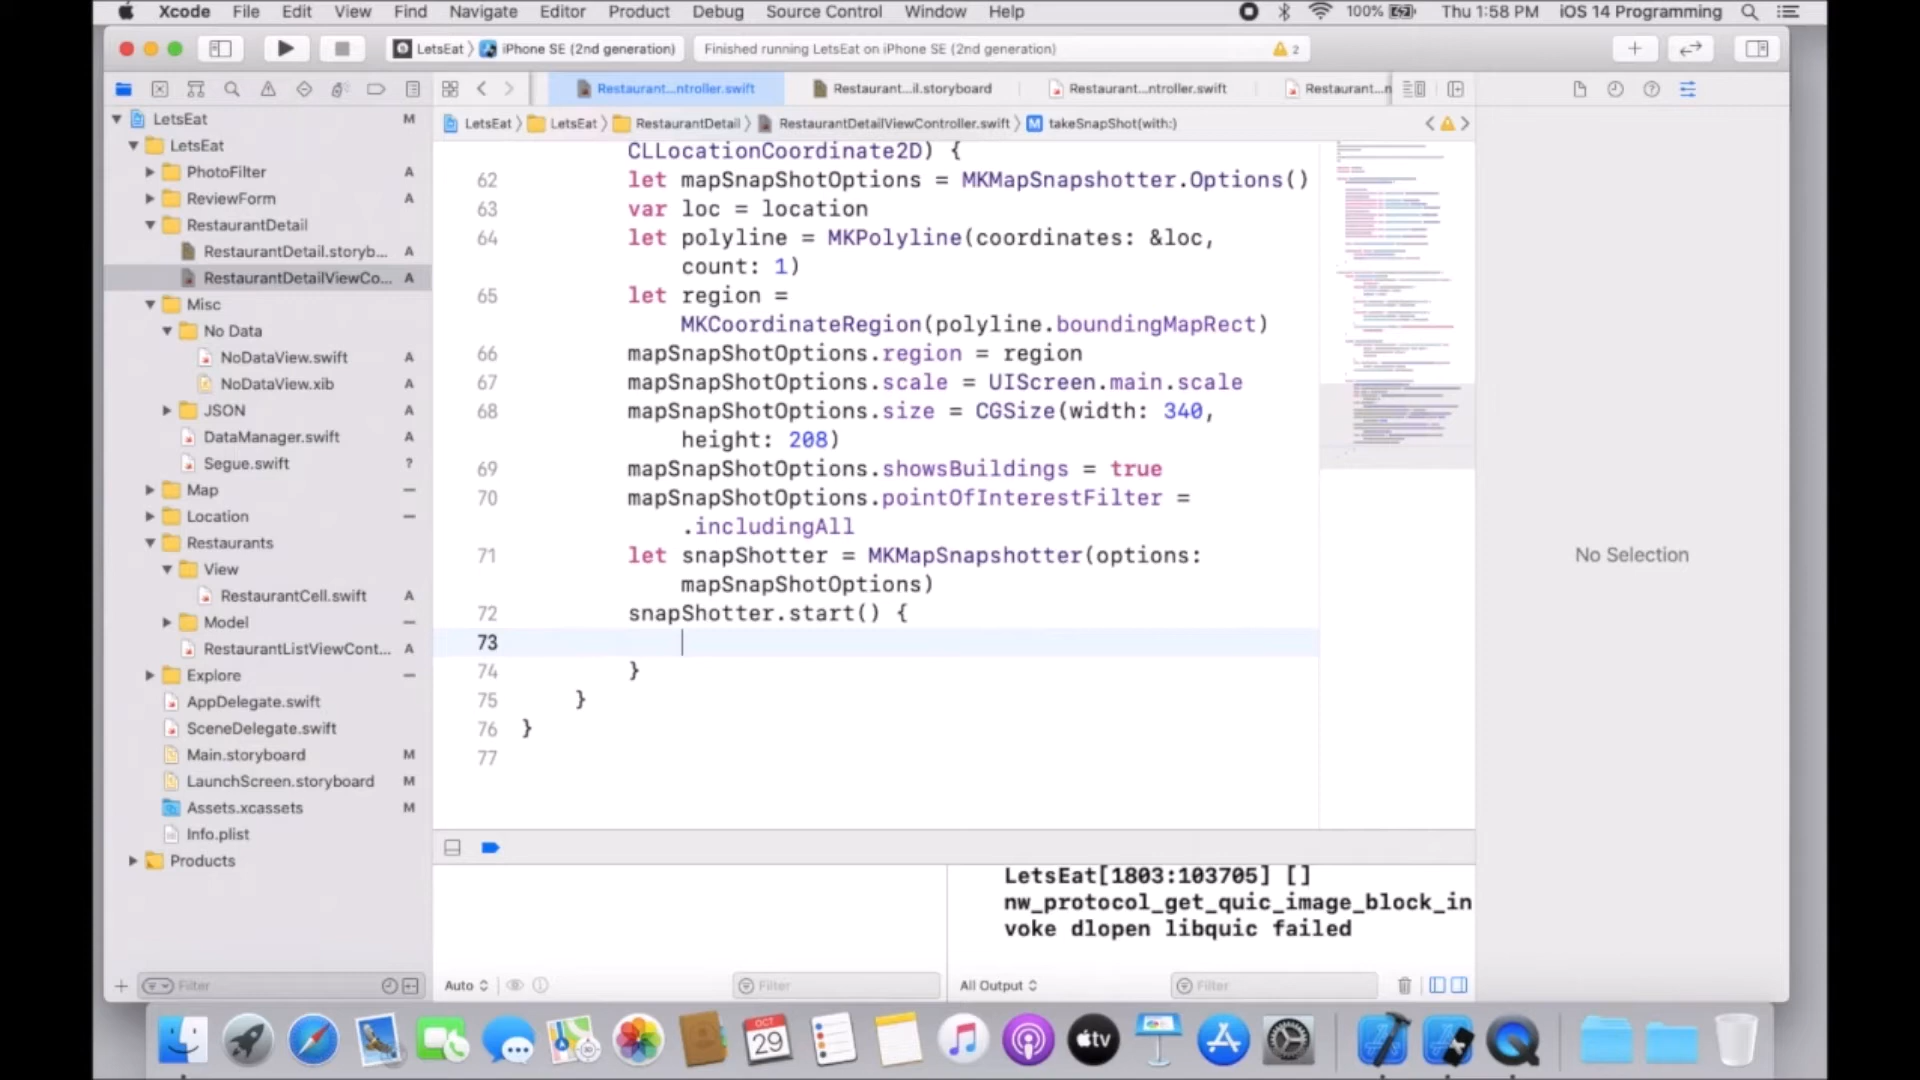 Xcode File Edit View Find Navigate Editor Product Debug Source Control Window Help 100% Thu 1:58 PM iOS 14 Programming
LetsEat iPhone SE (2nd generation) Finished running LetsEat on iPhone SE (2nd generation) 2
Restaurant...ntroller.swift Restaurant...il.storyboard Restaurant...ntroller.swift Restaurant...n
LetsEat LetsEat RestaurantDetail RestaurantDetailViewController.swift M takeSnapShot(with:)
LetsEat M
LetsEat
PhotoFilter A
ReviewForm A
RestaurantDetail
RestaurantDetail.storyb... A
RestaurantDetailViewCo... A
Misc
No Data
NoDataView.swift A
NoDataView.xib A
JSON A
DataManager.swift A
Segue.swift ?
Map –
Location –
Restaurants
View
RestaurantCell.swift A
Model –
RestaurantListViewCont... A
Explore –
AppDelegate.swift
SceneDelegate.swift
Main.storyboard M
LaunchScreen.storyboard M
Assets.xcassets M
Info.plist
Products
Filter
CLLocationCoordinate2D) {
62 let mapSnapShotOptions = MKMapSnapshotter.Options()
63 var loc = location
64 let polyline = MKPolyline(coordinates: &loc,
count: 1)
65 let region =
MKCoordinateRegion(polyline.boundingMapRect)
66 mapSnapShotOptions.region = region
67 mapSnapShotOptions.scale = UIScreen.main.scale
68 mapSnapShotOptions.size = CGSize(width: 340,
height: 208)
69 mapSnapShotOptions.showsBuildings = true
70 mapSnapShotOptions.pointOfInterestFilter =
.includingAll
71 let snapShotter = MKMapSnapshotter(options:
mapSnapShotOptions)
72 snapShotter.start() {
73
74 }
75 }
76 }
77
No Selection
LetsEat[1803:103705] []
nw_protocol_get_quic_image_block_in
voke dlopen libquic failed
Auto Filter All Output Filter
OCT
29
tv